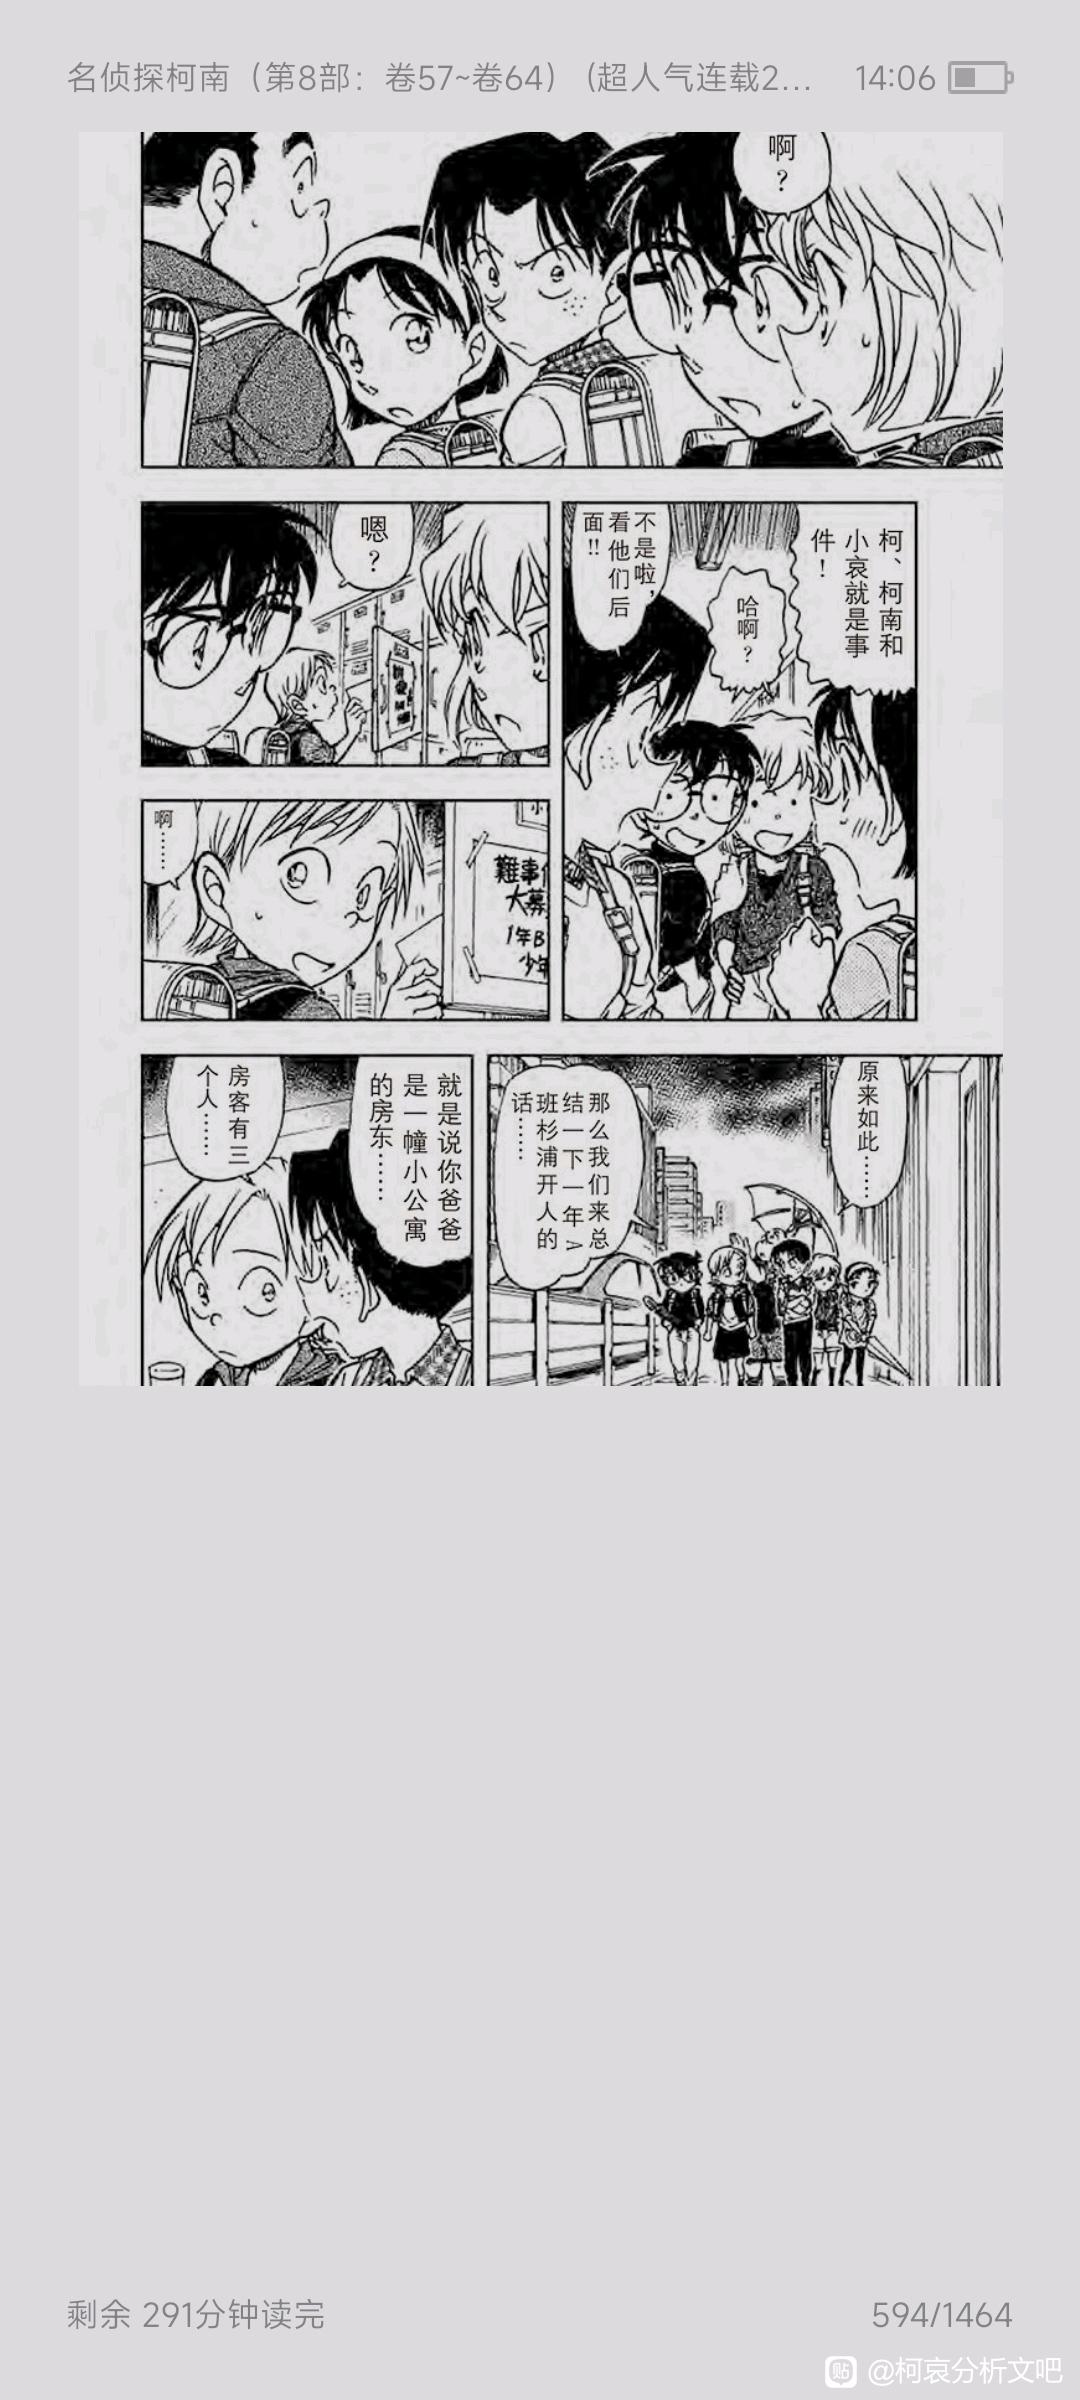 名侦探柯南（第8部：卷57~卷64）（超人气连载2...
14:06
啊
？
柯、柯南和
小哀就是事
件！
哈啊？
不是啦，
看他们后
面!!
嗯
？
啊……
難事
大募
1年B
少年
原来如此……
那么我们来总
结一下一年A
班杉浦开人的
话……
就是说你爸爸
是一幢小公寓
的房东……
房客有三
个人……
剩余 291分钟读完
594/1464
贴 @柯哀分析文吧